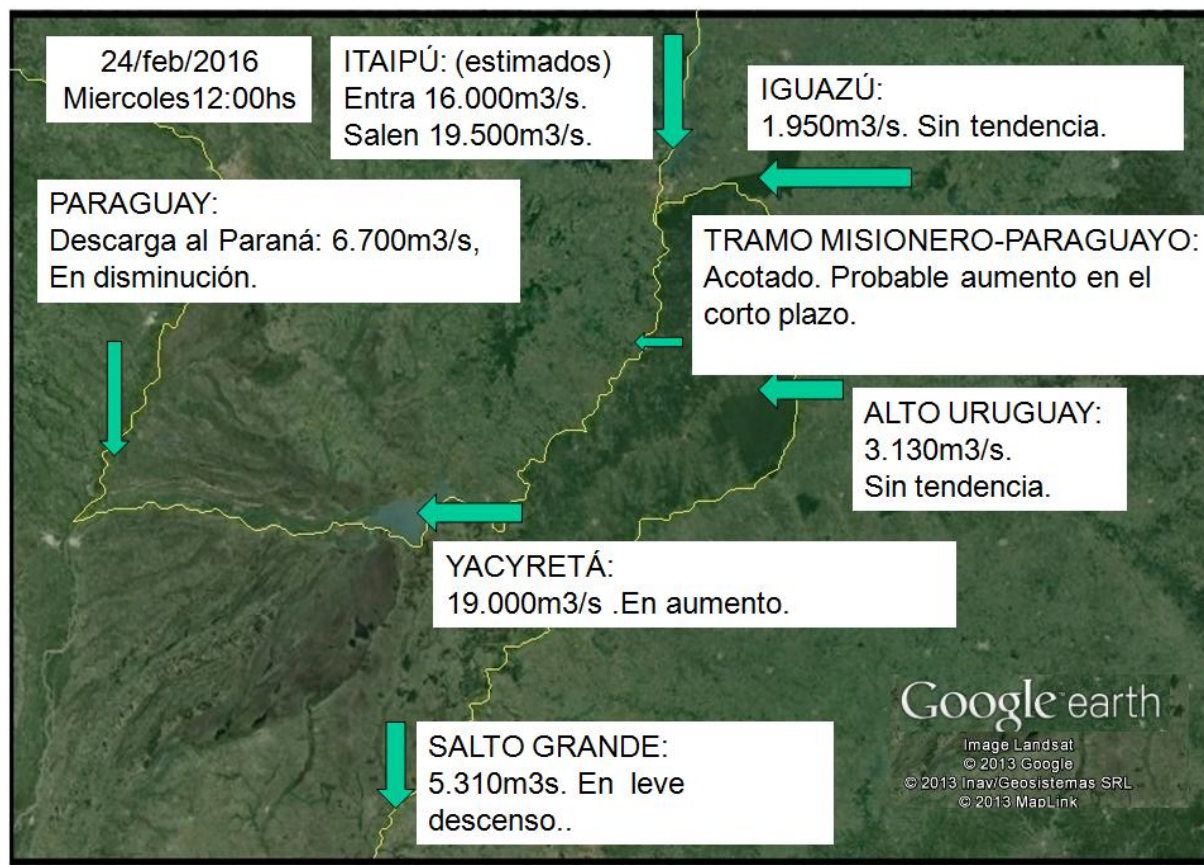 24/feb/2016
Miercoles12:00hs
ITAIPÚ: (estimados)
Entra 16.000m3/s.
Salen 19.500m3/s.
IGUAZÚ:
1.950m3/s. Sin tendencia.
PARAGUAY:
Descarga al Paraná: 6.700m3/s,
En disminución.
TRAMO MISIONERO-PARAGUAYO:
Acotado. Probable aumento en el
corto plazo.
ALTO URUGUAY:
3.130m3/s.
Sin tendencia.
YACYRETÁ:
19.000m3/s .En aumento.
SALTO GRANDE:
5.310m3s. En leve
descenso..
Google earth
Image Landsat
© 2013 Google
© 2013 Inav/Geosistemas SRL
© 2013 MapLink